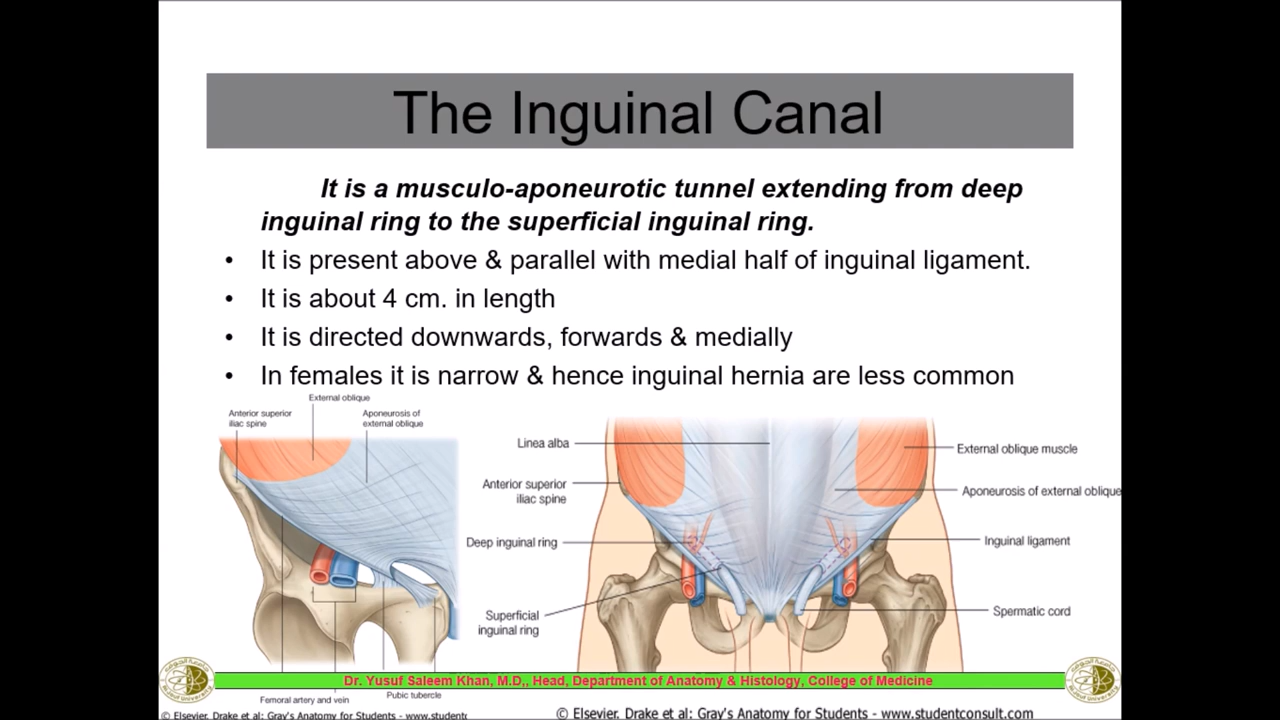 The Inguinal Canal
It is a musculo-aponeurotic tunnel extending from deep
inguinal ring to the superficial inguinal ring.
• It is present above & parallel with medial half of inguinal ligament.
• It is about 4 cm. in length
• It is directed downwards, forwards & medially
• In females it is narrow & hence inguinal hernia are less common
External oblique
Anterior superior
iliac spine
Aponeurosis of
external oblique
Femoral artery and vein
Pubic tubercle
Linea alba
Anterior superior
iliac spine
Deep inguinal ring
Superficial
inguinal ring
External oblique muscle
Aponeurosis of external oblique
Inguinal ligament
Spermatic cord
Dr. Yusuf Saleem Khan, M.D,, Head, Department of Anatomy & Histology, College of Medicine
© Elsevier. Drake et al: Gray's Anatomy for Students - www.student
© Elsevier. Drake et al: Gray's Anatomy for Students - www.studentconsult.com